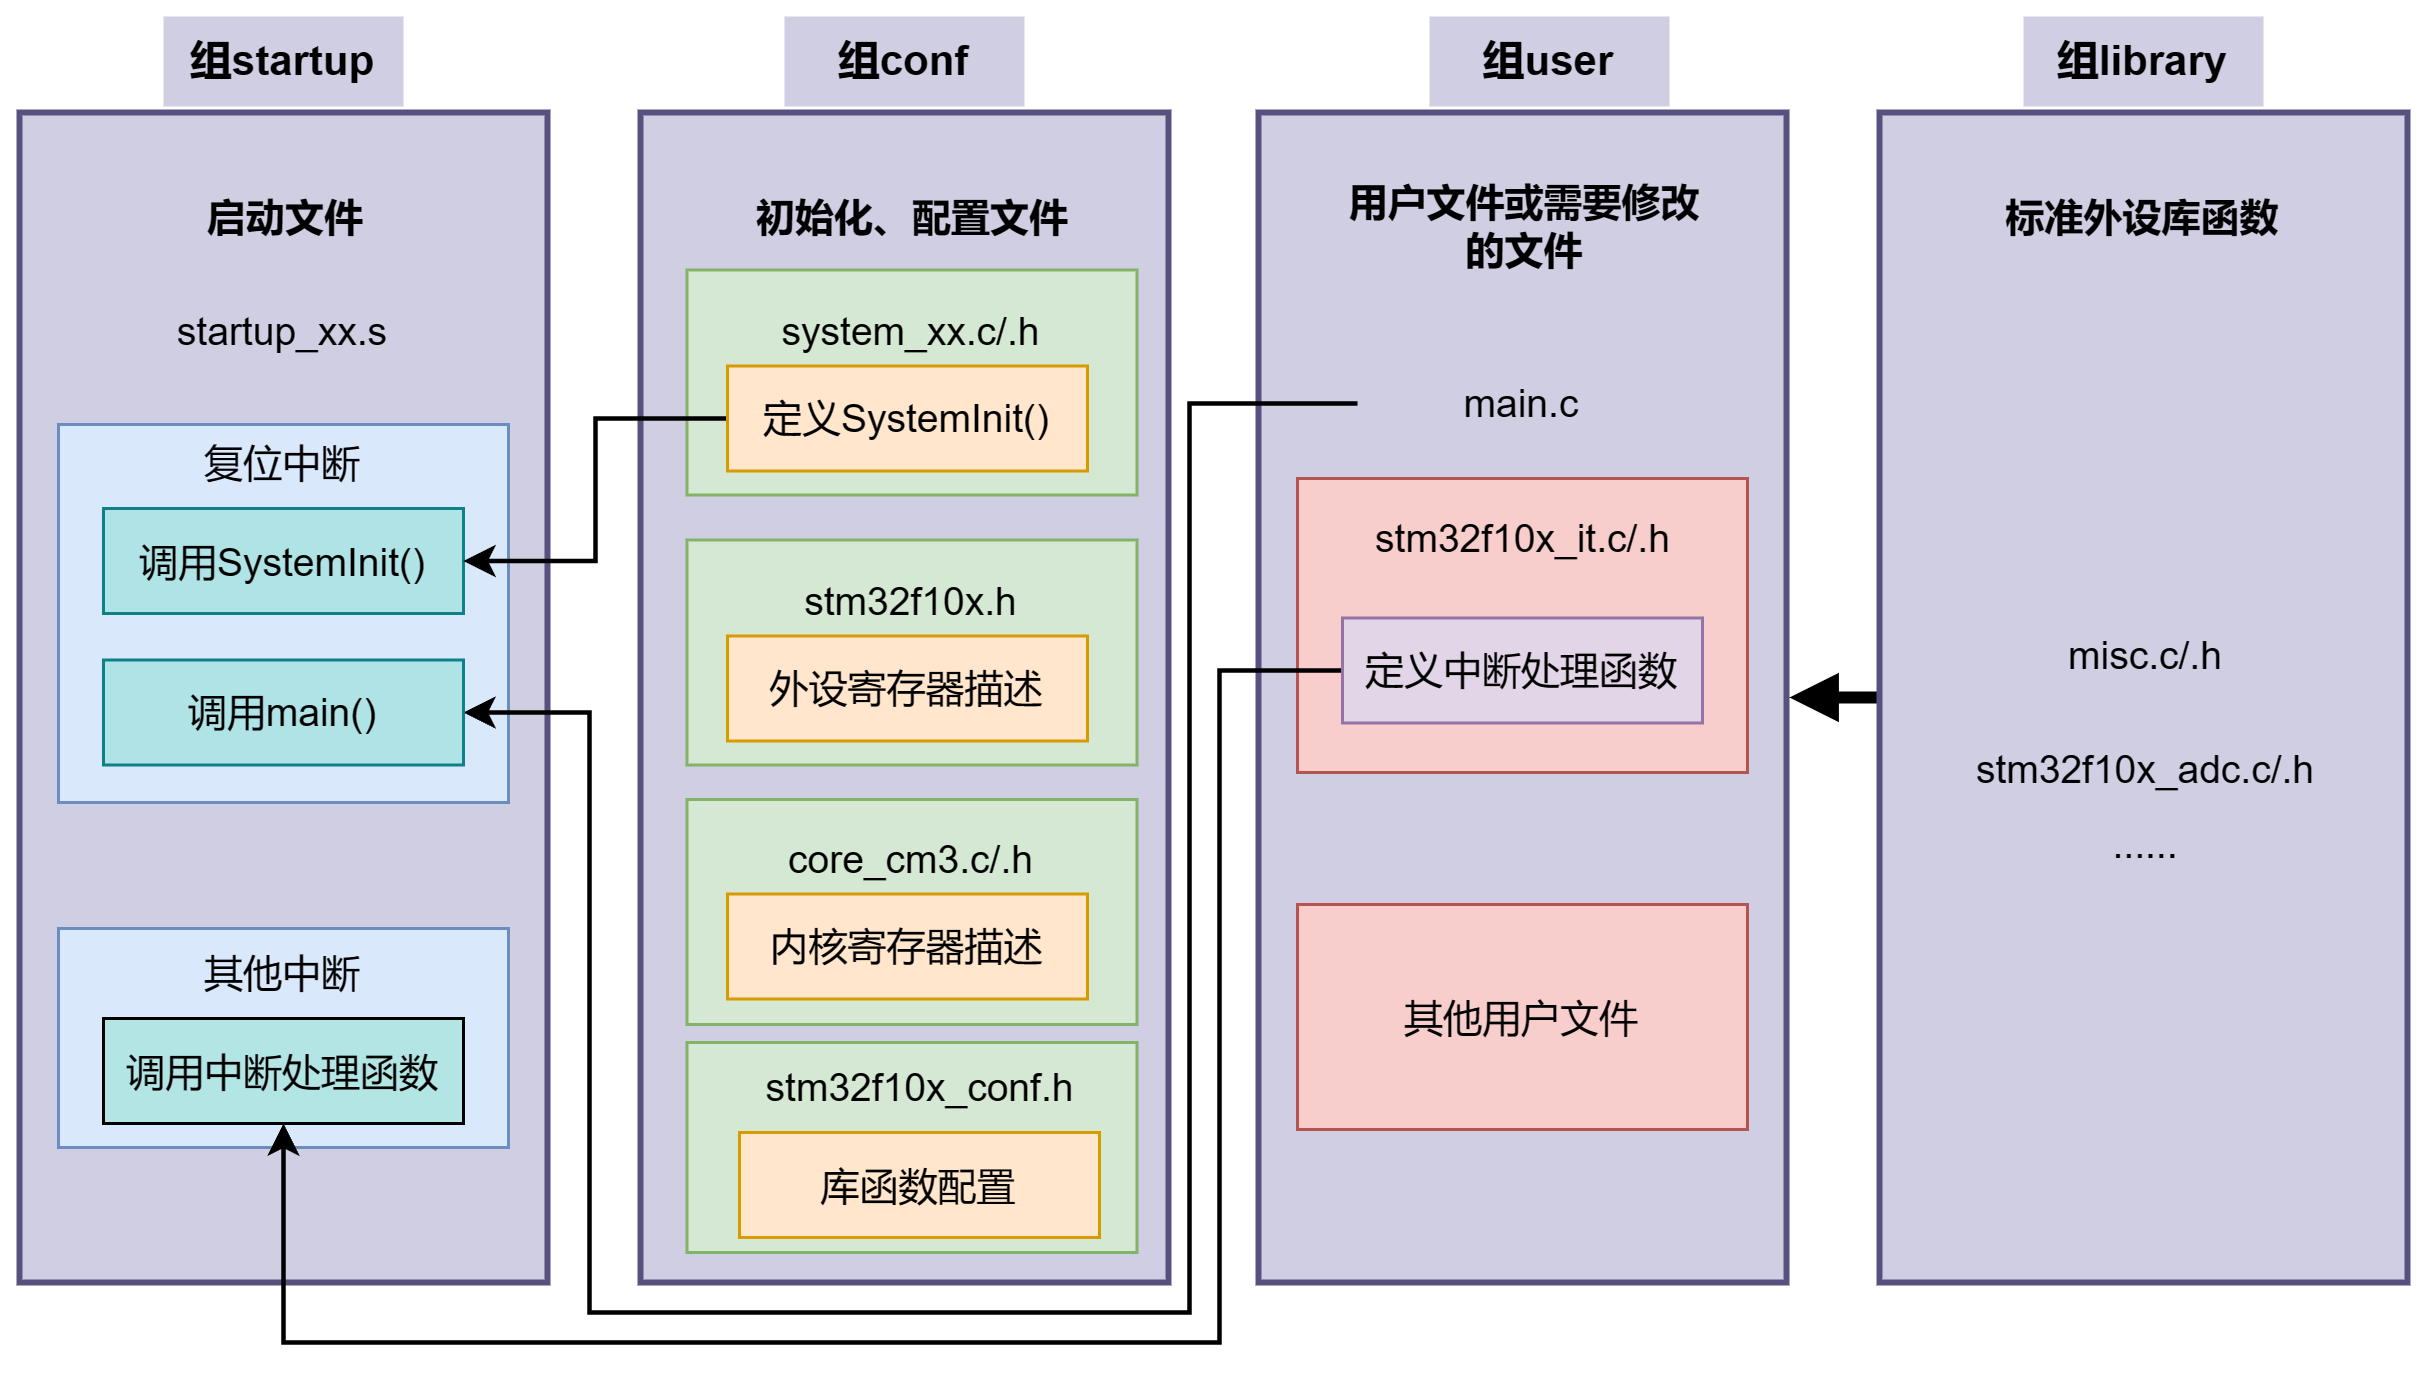 组startup
启动文件
startup_xx.s
复位中断
调用SystemInit()
调用main()
其他中断
调用中断处理函数
组conf
初始化、配置文件
system_xx.c/.h
定义SystemInit()
stm32f10x.h
外设寄存器描述
core_cm3.c/.h
内核寄存器描述
stm32f10x_conf.h
库函数配置
组user
用户文件或需要修改
的文件
main.c
stm32f10x_it.c/.h
定义中断处理函数
其他用户文件
组library
标准外设库函数
misc.c/.h
stm32f10x_adc.c/.h
......